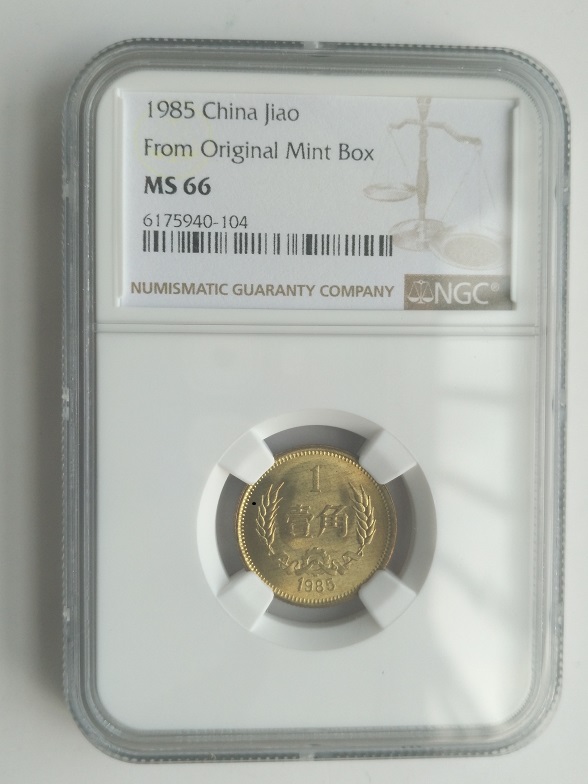 1985 China Jiao
From Original Mint Box
MS 66
6175940-104
NUMISMATIC GUARANTY COMPANY NGC®
1
壹角
1985